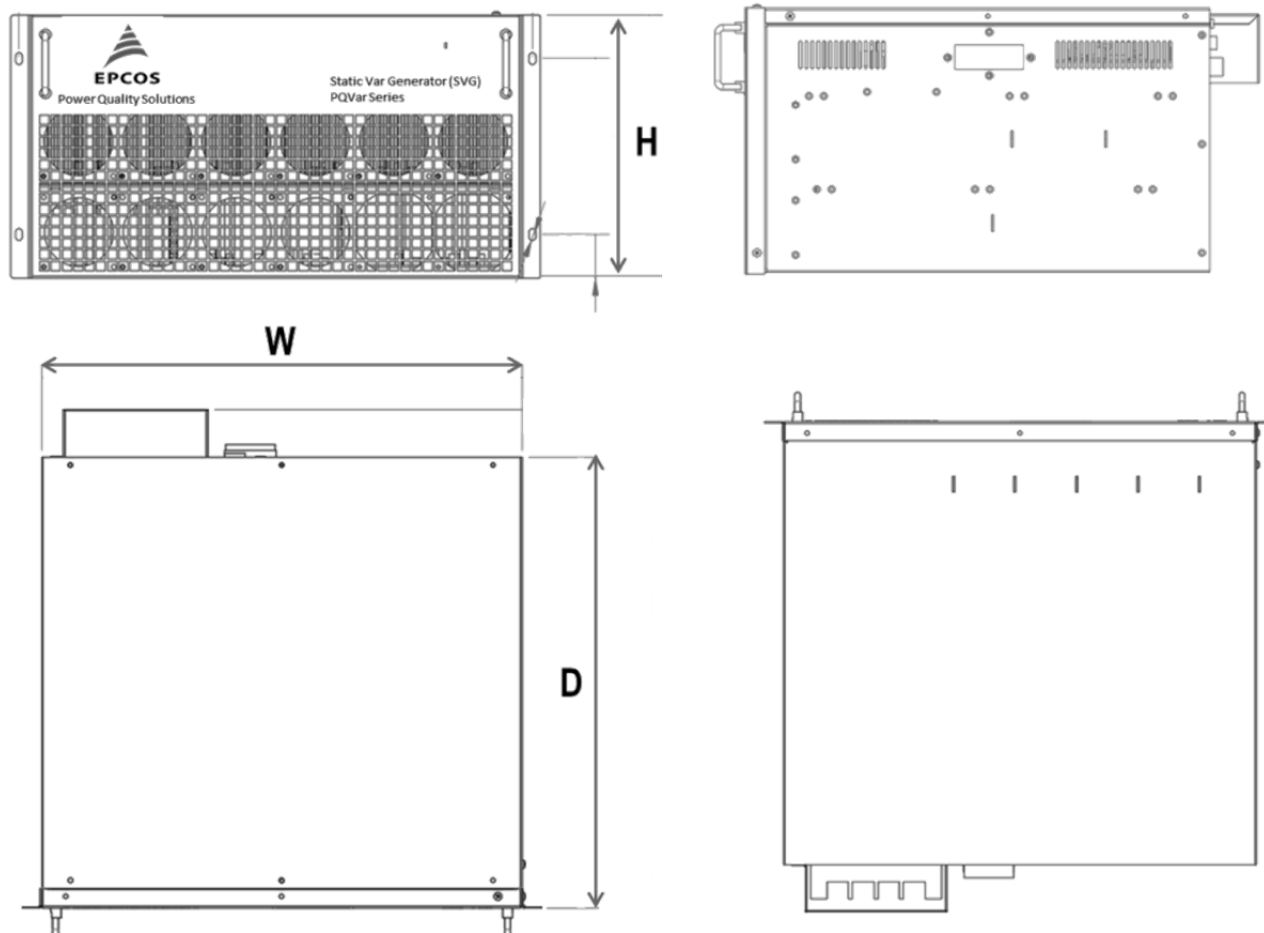 EPCOS
Power Quality Solutions
Static Var Generator (SVG)
PQVar Series
H
W
D